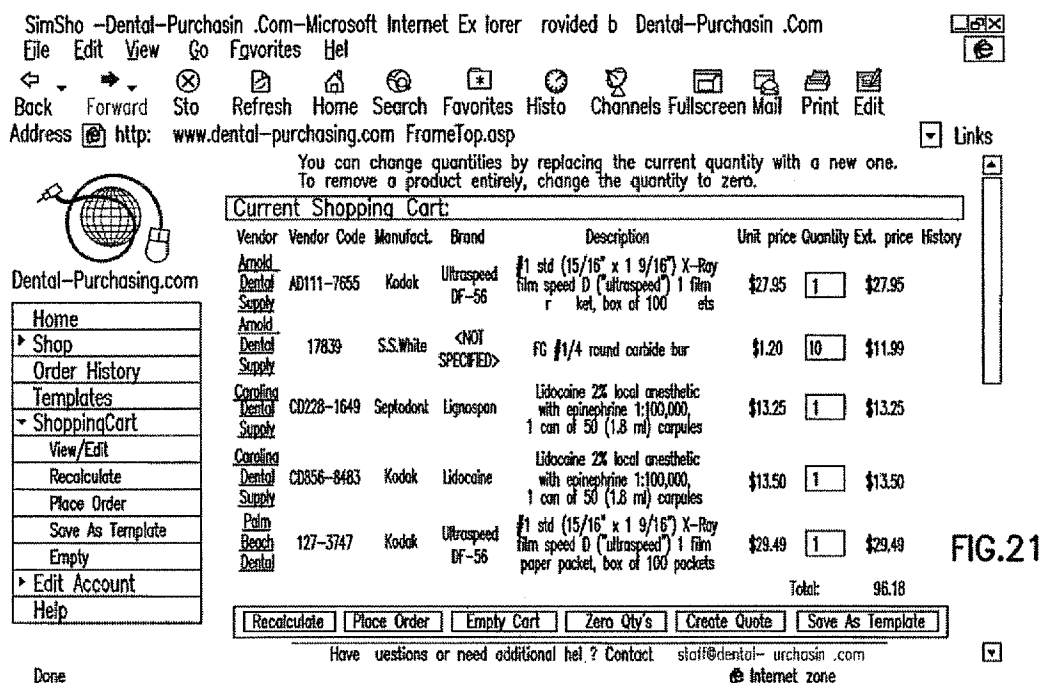 SimSho -Dental-Purchasin .Com-Microsoft Internet Ex lorer rovided b Dental-Purchasin .Com
File Edit View Go Favorites Hel
Back Forward Sto Refresh Home Search Favorites Histo Channels Fullscreen Mail Print Edit
Address http: www.dental-purchasing.com FrameTop.asp Links
You can change quantities by replacing the current quantity with a new one.
To remove a product entirely, change the quantity to zero.
Current Shopping Cart:
Vendor Vendor Code Manufact. Brand Description Unit price Quantity Ext. price History
Arnold Dental Supply AD111-7655 Kodak Ultraspeed DF-56 #1 std (15/16" x 1 9/16") X-Ray film speed D ("ultraspeed") 1 film r ket, box of 100 ets $27.95 1 $27.95
Arnold Dental Supply 17839 S.S.White <NOT SPECIFIED> FG #1/4 round carbide bur $1.20 10 $11.99
Carolina Dental Supply CD228-1649 Septodont Lignospan Lidocaine 2% local anesthetic with epinephrine 1:100,000, 1 can of 50 (1.8 ml) carpules $13.25 1 $13.25
Carolina Dental Supply CD856-8483 Kodak Lidocaine Lidocaine 2% local anesthetic with epinephrine 1:100,000, 1 can of 50 (1.8 ml) carpules $13.50 1 $13.50
Palm Beach Dental 127-3747 Kodak Ultraspeed DF-56 #1 std (15/16" x 1 9/16") X-Ray film speed D ("ultraspeed") 1 film paper packet, box of 100 packets $29.49 1 $29.49
Total: 96.18
Recalculate Place Order Empty Cart Zero Qty's Create Quote Save As Template
Have uestions or need additional hel ? Contact staff@dental- urchasin .com
Dental-Purchasing.com
Home
Shop
Order History
Templates
ShoppingCart
View/Edit
Recalculate
Place Order
Save As Template
Empty
Edit Account
Help
Done Internet zone
FIG.21